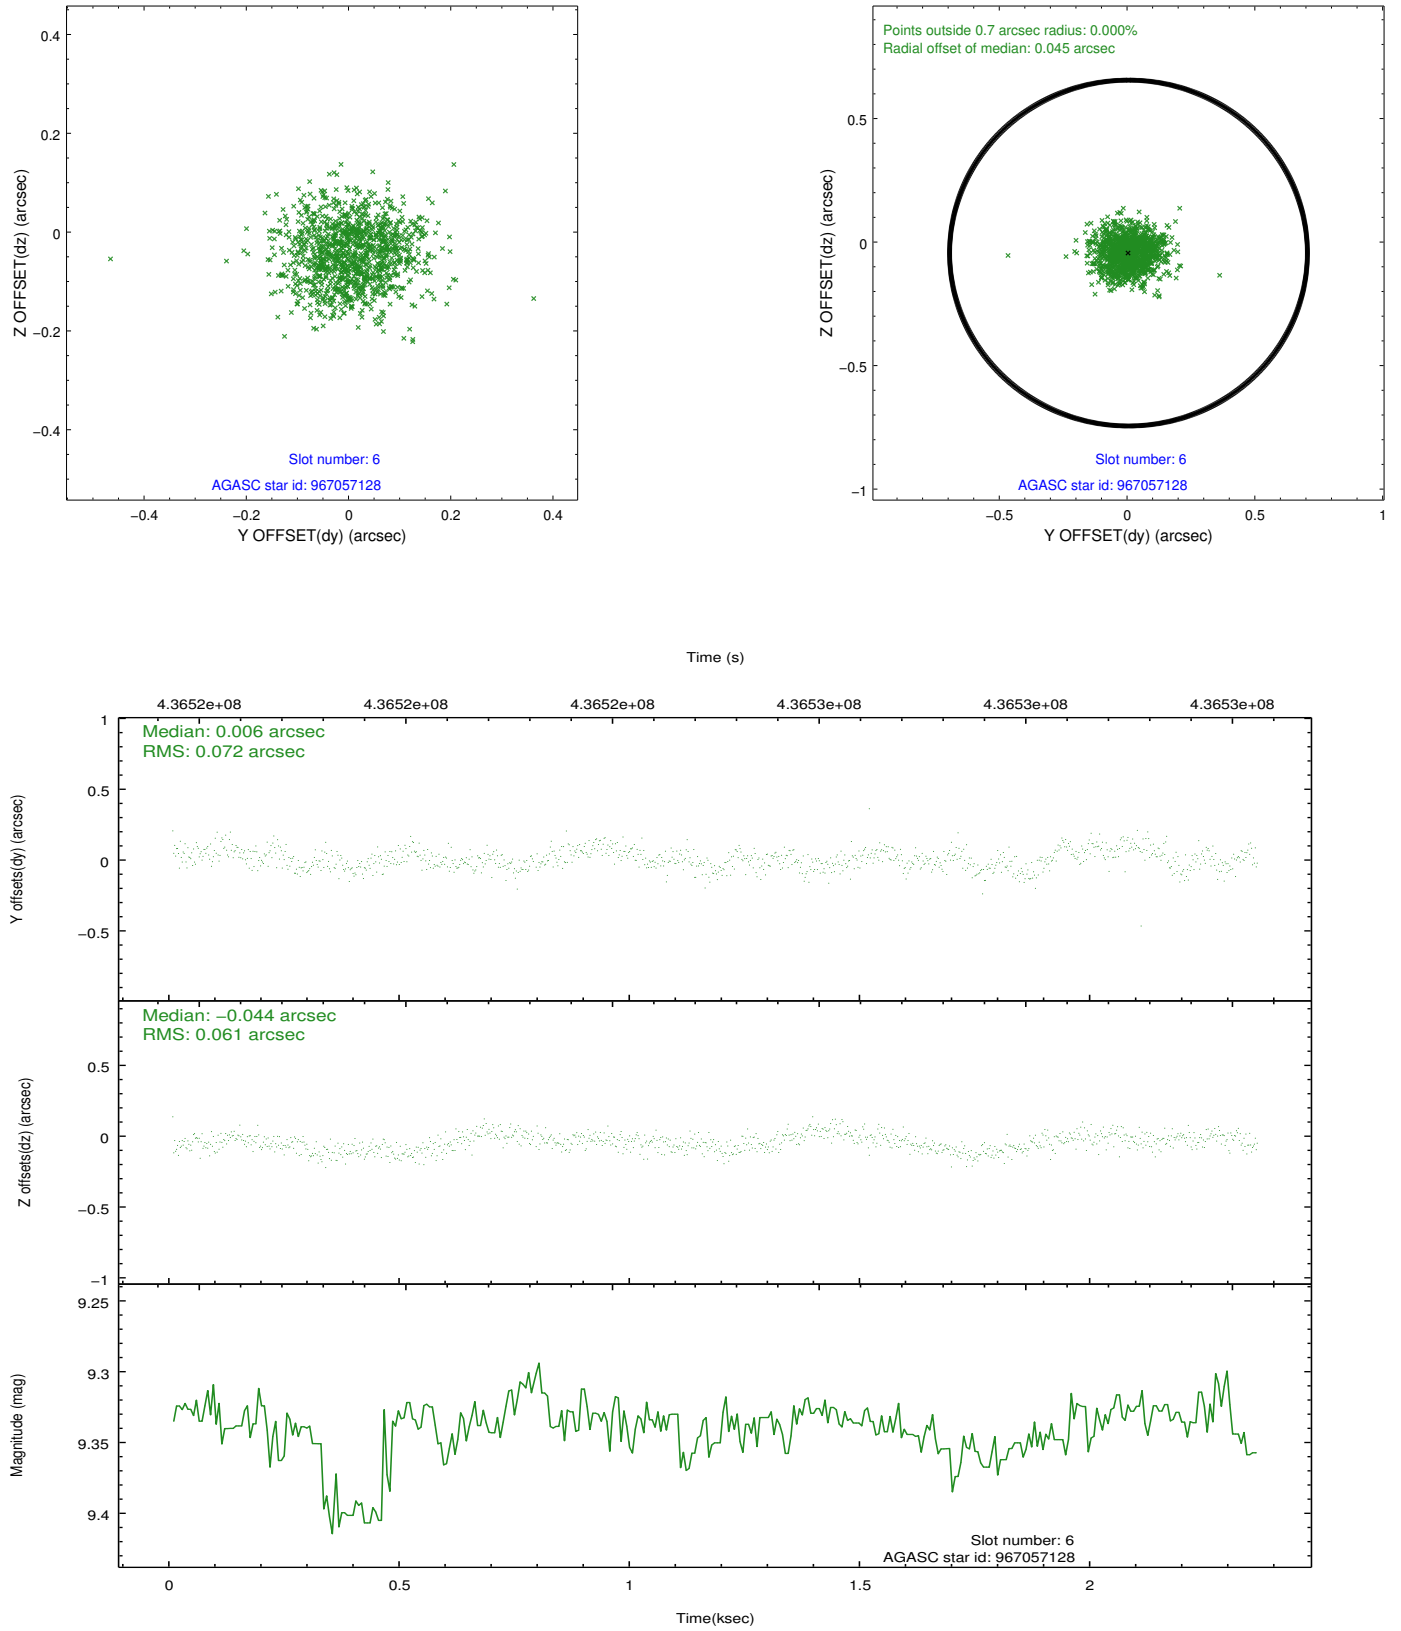 0.4
0.2
0
−0.2
−0.4
Z OFFSET(dz) (arcsec)
Slot number: 6
AGASC star id: 967057128
−0.4 −0.2 0 0.2 0.4
Y OFFSET(dy) (arcsec)
Points outside 0.7 arcsec radius: 0.000%
Radial offset of median: 0.045 arcsec
0.5
0
−0.5
−1
Z OFFSET(dz) (arcsec)
Slot number: 6
AGASC star id: 967057128
−0.5 0 0.5 1
Y OFFSET(dy) (arcsec)
Time (s)
4.3652e+08 4.3652e+08 4.3652e+08 4.3653e+08 4.3653e+08 4.3653e+08
Median: 0.006 arcsec
RMS: 0.072 arcsec
1
0.5
0
−0.5
Y offsets(dy) (arcsec)
Median: −0.044 arcsec
RMS: 0.061 arcsec
0.5
0
−0.5
−1
Z offsets(dz) (arcsec)
9.25
9.3
9.35
9.4
Magnitude (mag)
Slot number: 6
AGASC star id: 967057128
0 0.5 1 1.5 2
Time(ksec)